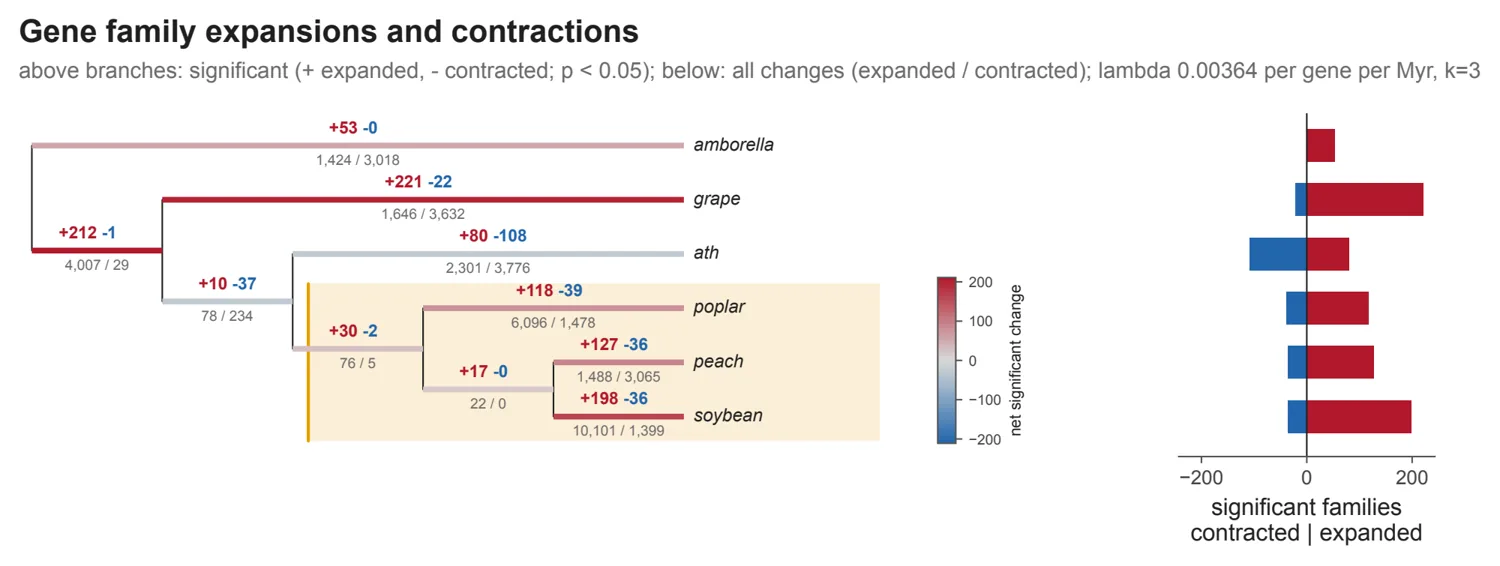 Gene family expansions and contractions
above branches: significant (+ expanded, - contracted; p < 0.05); below: all changes (expanded / contracted); lambda 0.00364 per gene per Myr, k=3
+53 -0
amborella
1,424 / 3,018
+221 -22
grape
1,646 / 3,632
+212 -1
4,007 / 29
+80 -108
ath
2,301 / 3,776
+10 -37
78 / 234
+118 -39
poplar
6,096 / 1,478
+30 -2
76 / 5
+127 -36
peach
1,488 / 3,065
+17 -0
22 / 0
+198 -36
soybean
10,101 / 1,399
200
100
0
−100
−200
net significant change
−200 0 200
significant families
contracted | expanded